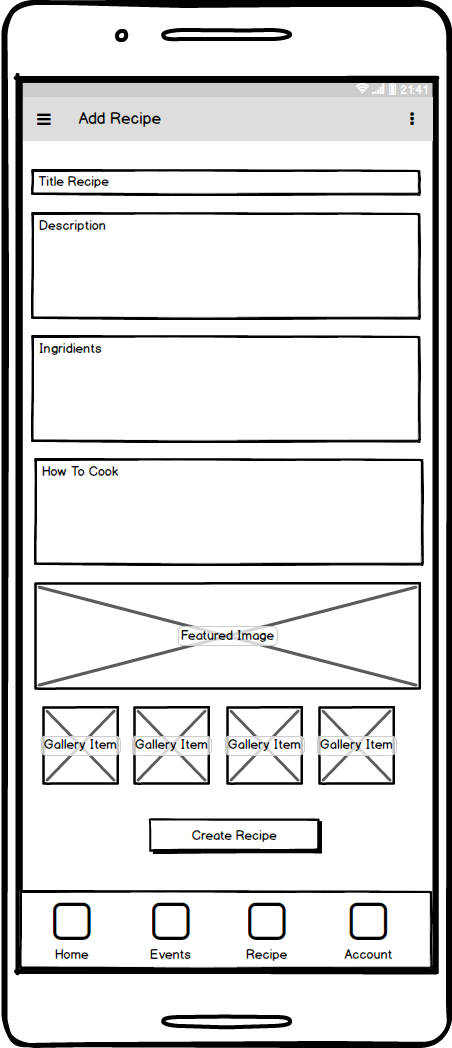 21:41
Add Recipe
Title Recipe
Description
Ingridients
How To Cook
Featured Image
Gallery Item Gallery Item Gallery Item Gallery Item
Create Recipe
Home Events Recipe Account